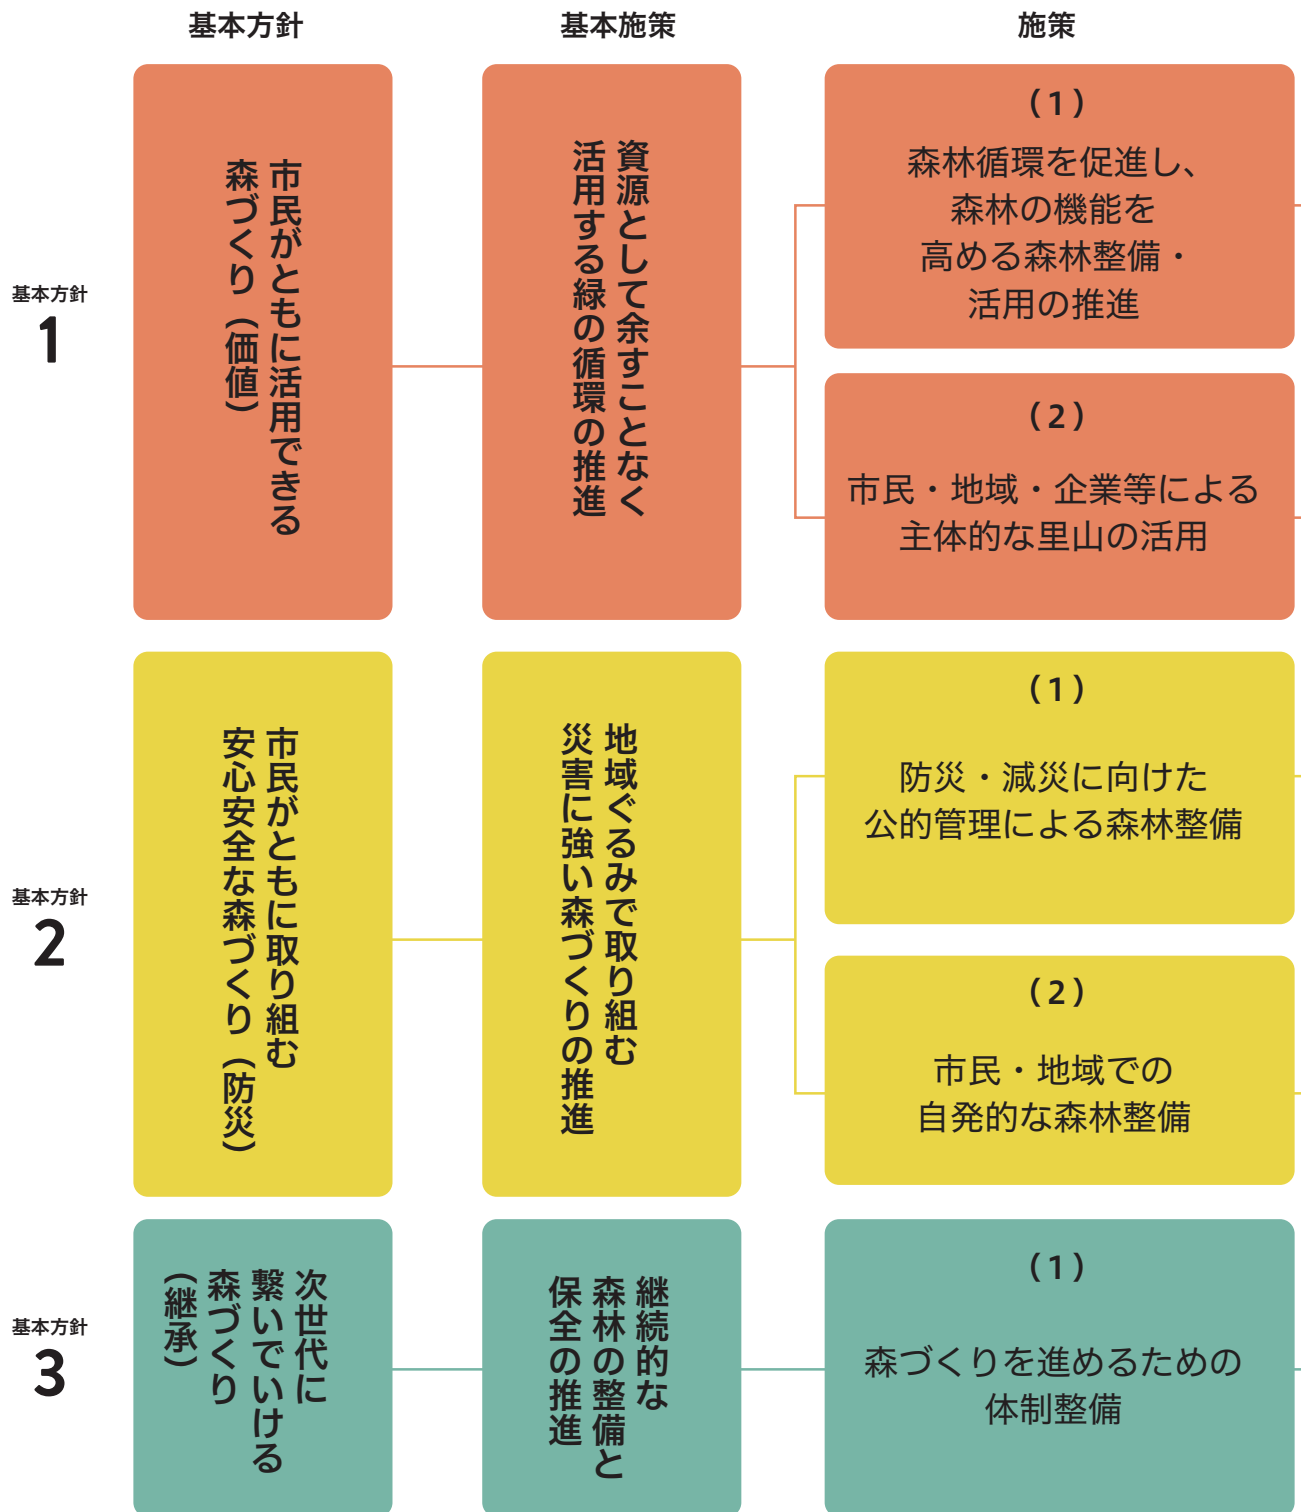 基本方針
基本施策
施策
基本方針
1
市民がともに活用できる
森づくり（価値）
資源として余すことなく
活用する緑の循環の推進
（1）
森林循環を促進し、
森林の機能を
高める森林整備・
活用の推進
（2）
市民・地域・企業等による
主体的な里山の活用
基本方針
2
市民がともに取り組む
安心安全な森づくり（防災）
地域ぐるみで取り組む
災害に強い森づくりの推進
（1）
防災・減災に向けた
公的管理による森林整備
（2）
市民・地域での
自発的な森林整備
基本方針
3
次世代に
繋いでいける
森づくり
（継承）
継続的な
森林の整備と
保全の推進
（1）
森づくりを進めるための
体制整備